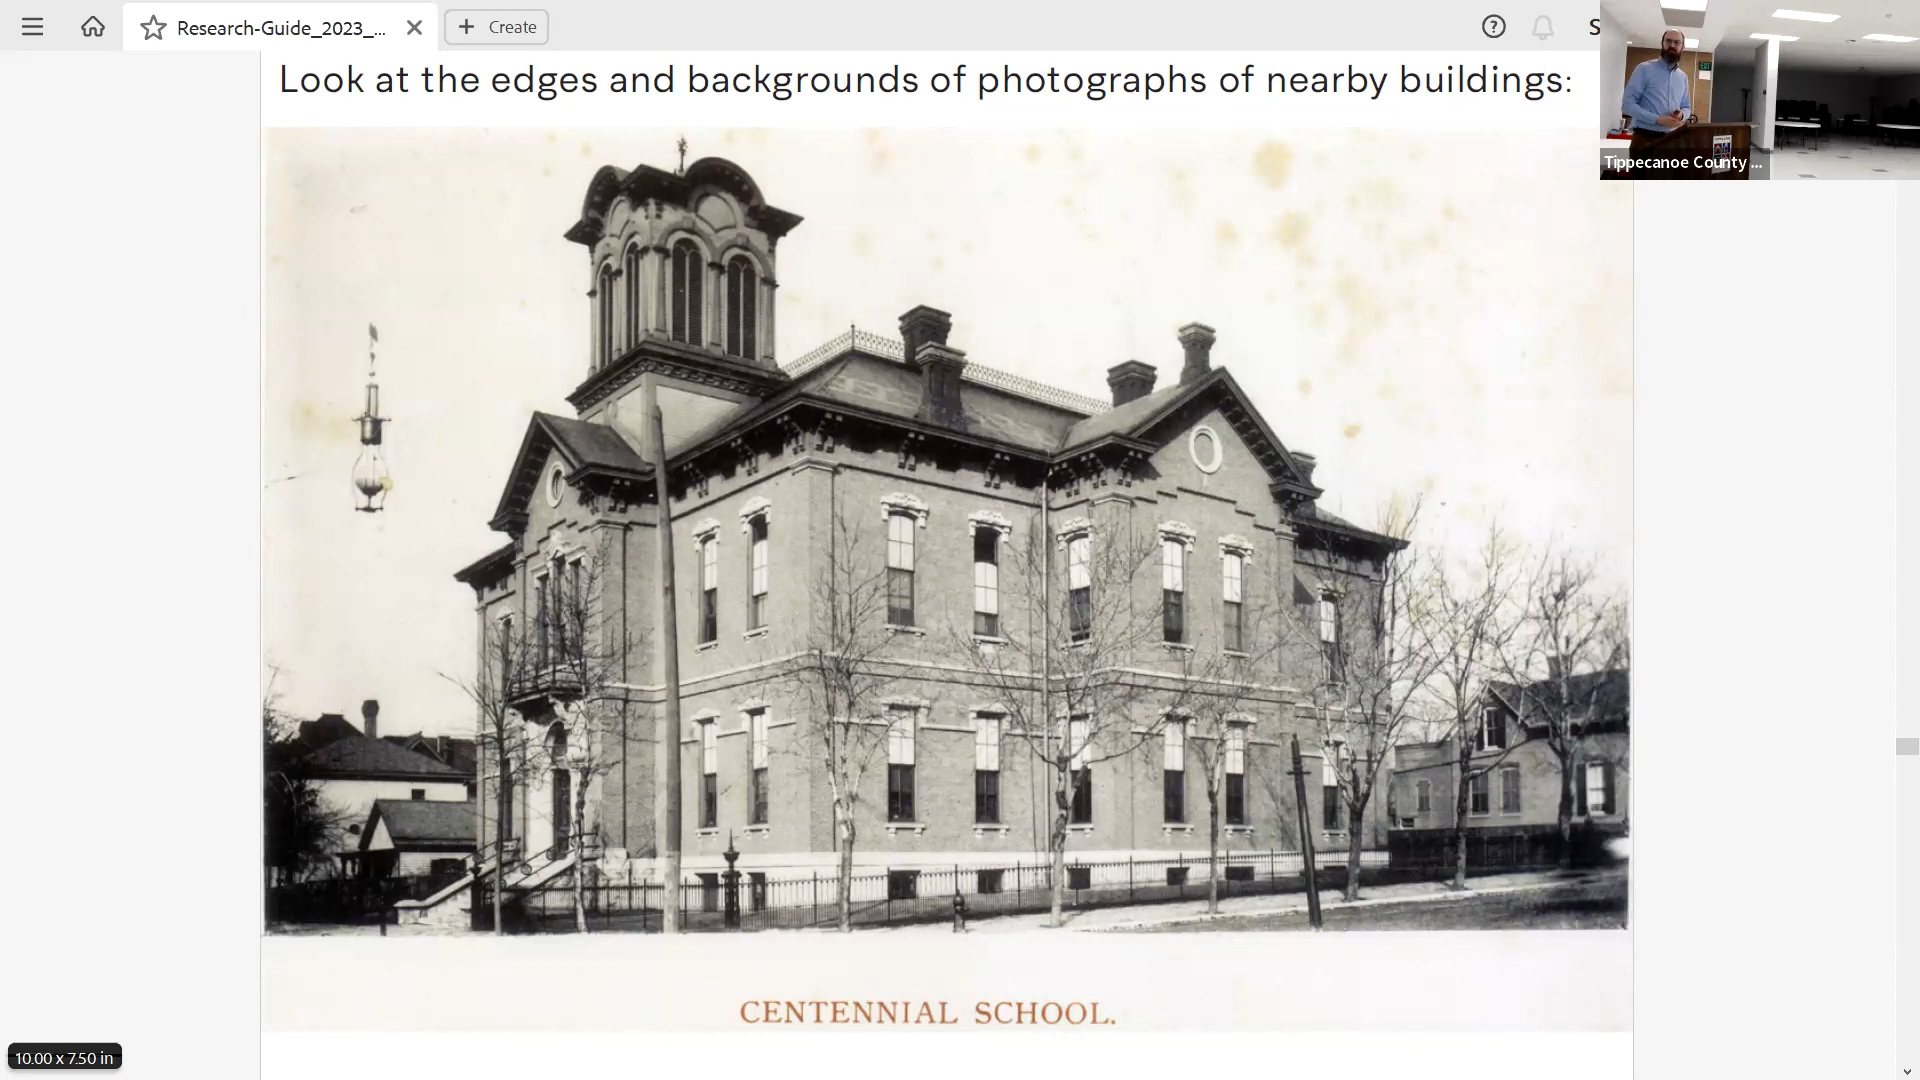 Research-Guide_2023_...
Create
S
Look at the edges and backgrounds of photographs of nearby buildings:
Tippecanoe County ...
CENTENNIAL SCHOOL.
10.00 x 7.50 in